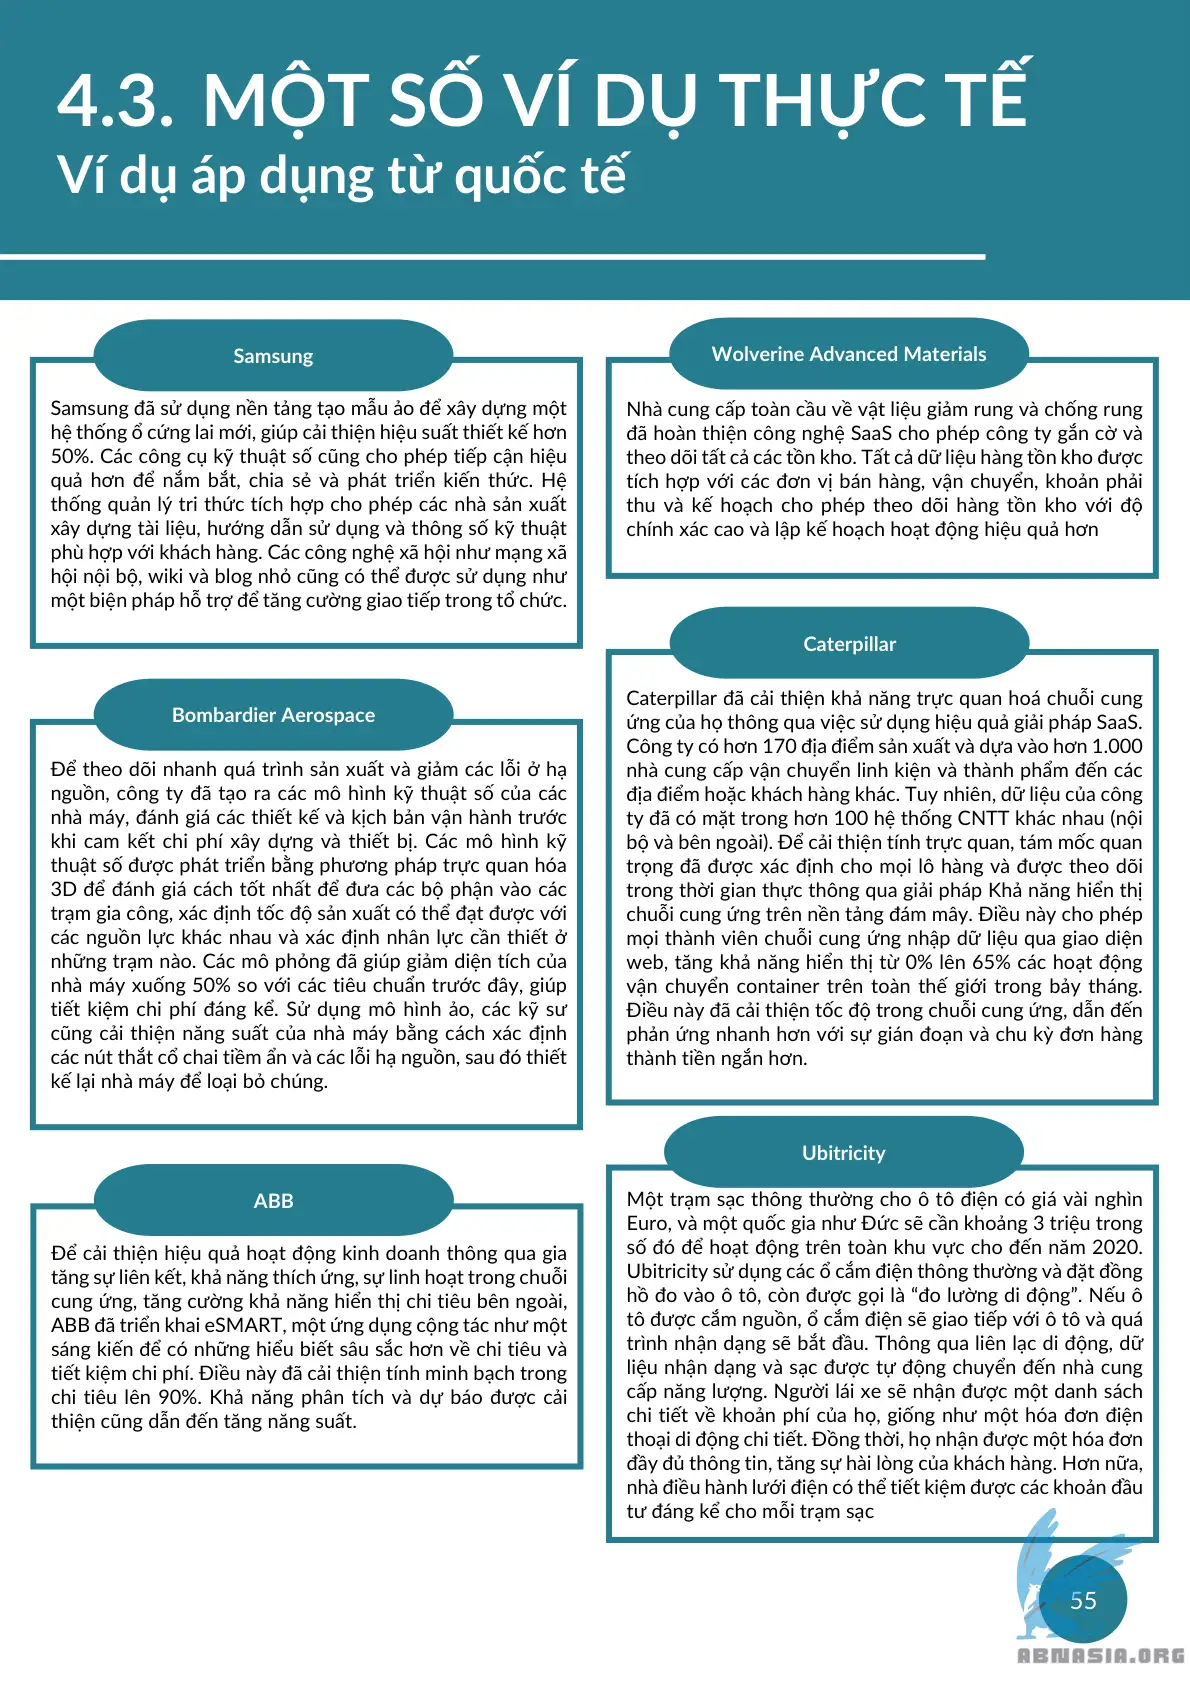 4.3. MỘT SỐ VÍ DỤ THỰC TẾ
Ví dụ áp dụng từ quốc tế
Samsung
Samsung đã sử dụng nền tảng tạo mẫu ảo để xây dựng một
hệ thống ổ cứng lai mới, giúp cải thiện hiệu suất thiết kế hơn
50%. Các công cụ kỹ thuật số cũng cho phép tiếp cận hiệu
quả hơn để nắm bắt, chia sẻ và phát triển kiến thức. Hệ
thống quản lý tri thức tích hợp cho phép các nhà sản xuất
xây dựng tài liệu, hướng dẫn sử dụng và thông số kỹ thuật
phù hợp với khách hàng. Các công nghệ xã hội như mạng xã
hội nội bộ, wiki và blog nhỏ cũng có thể được sử dụng như
một biện pháp hỗ trợ để tăng cường giao tiếp trong tổ chức.
Bombardier Aerospace
Để theo dõi nhanh quá trình sản xuất và giảm các lỗi ở hạ
nguồn, công ty đã tạo ra các mô hình kỹ thuật số của các
nhà máy, đánh giá các thiết kế và kịch bản vận hành trước
khi cam kết chi phí xây dựng và thiết bị. Các mô hình kỹ
thuật số được phát triển bằng phương pháp trực quan hóa
3D để đánh giá cách tốt nhất để đưa các bộ phận vào các
trạm gia công, xác định tốc độ sản xuất có thể đạt được với
các nguồn lực khác nhau và xác định nhân lực cần thiết ở
những trạm nào. Các mô phỏng đã giúp giảm diện tích của
nhà máy xuống 50% so với các tiêu chuẩn trước đây, giúp
tiết kiệm chi phí đáng kể. Sử dụng mô hình ảo, các kỹ sư
cũng cải thiện năng suất của nhà máy bằng cách xác định
các nút thắt cổ chai tiềm ẩn và các lỗi hạ nguồn, sau đó thiết
kế lại nhà máy để loại bỏ chúng.
ABB
Để cải thiện hiệu quả hoạt động kinh doanh thông qua gia
tăng sự liên kết, khả năng thích ứng, sự linh hoạt trong chuỗi
cung ứng, tăng cường khả năng hiển thị chi tiêu bên ngoài,
ABB đã triển khai eSMART, một ứng dụng cộng tác như một
sáng kiến để có những hiểu biết sâu sắc hơn về chi tiêu và
tiết kiệm chi phí. Điều này đã cải thiện tính minh bạch trong
chi tiêu lên 90%. Khả năng phân tích và dự báo được cải
thiện cũng dẫn đến tăng năng suất.
Wolverine Advanced Materials
Nhà cung cấp toàn cầu về vật liệu giảm rung và chống rung
đã hoàn thiện công nghệ SaaS cho phép công ty gắn cờ và
theo dõi tất cả các tồn kho. Tất cả dữ liệu hàng tồn kho được
tích hợp với các đơn vị bán hàng, vận chuyển, khoản phải
thu và kế hoạch cho phép theo dõi hàng tồn kho với độ
chính xác cao và lập kế hoạch hoạt động hiệu quả hơn
Caterpillar
Caterpillar đã cải thiện khả năng trực quan hoá chuỗi cung
ứng của họ thông qua việc sử dụng hiệu quả giải pháp SaaS.
Công ty có hơn 170 địa điểm sản xuất và dựa vào hơn 1.000
nhà cung cấp vận chuyển linh kiện và thành phẩm đến các
địa điểm hoặc khách hàng khác. Tuy nhiên, dữ liệu của công
ty đã có mặt trong hơn 100 hệ thống CNTT khác nhau (nội
bộ và bên ngoài). Để cải thiện tính trực quan, tám mốc quan
trọng đã được xác định cho mọi lô hàng và được theo dõi
trong thời gian thực thông qua giải pháp Khả năng hiển thị
chuỗi cung ứng trên nền tảng đám mây. Điều này cho phép
mọi thành viên chuỗi cung ứng nhập dữ liệu qua giao diện
web, tăng khả năng hiển thị từ 0% lên 65% các hoạt động
vận chuyển container trên toàn thế giới trong bảy tháng.
Điều này đã cải thiện tốc độ trong chuỗi cung ứng, dẫn đến
phản ứng nhanh hơn với sự gián đoạn và chu kỳ đơn hàng
thành tiền ngắn hơn.
Ubitricity
Một trạm sạc thông thường cho ô tô điện có giá vài nghìn
Euro, và một quốc gia như Đức sẽ cần khoảng 3 triệu trong
số đó để hoạt động trên toàn khu vực cho đến năm 2020.
Ubitricity sử dụng các ổ cắm điện thông thường và đặt đồng
hồ đo vào ô tô, còn được gọi là “đo lường di động”. Nếu ô
tô được cắm nguồn, ổ cắm điện sẽ giao tiếp với ô tô và quá
trình nhận dạng sẽ bắt đầu. Thông qua liên lạc di động, dữ
liệu nhận dạng và sạc được tự động chuyển đến nhà cung
cấp năng lượng. Người lái xe sẽ nhận được một danh sách
chi tiết về khoản phí của họ, giống như một hóa đơn điện
thoại di động chi tiết. Đồng thời, họ nhận được một hóa đơn
đầy đủ thông tin, tăng sự hài lòng của khách hàng. Hơn nữa,
nhà điều hành lưới điện có thể tiết kiệm được các khoản đầu
tư đáng kể cho mỗi trạm sạc
55
ABNASIA.ORG